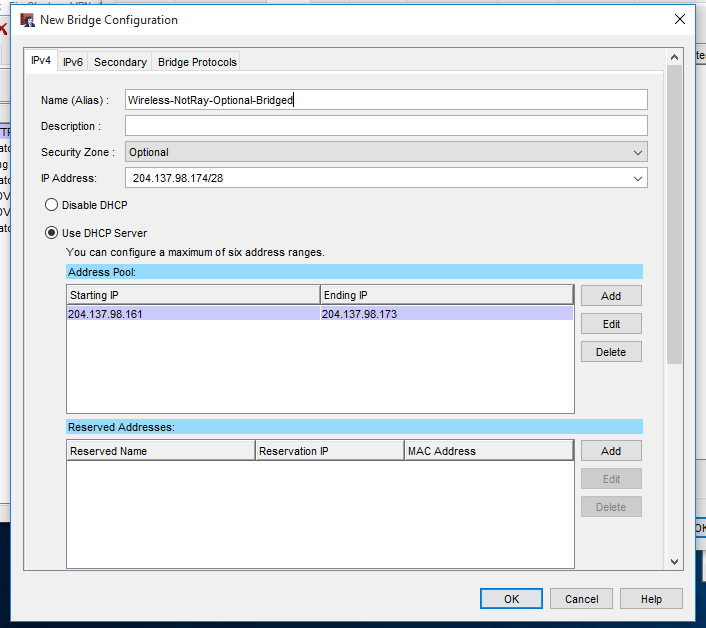 New Bridge Configuration
IPv4 IPv6 Secondary Bridge Protocols
Name (Alias) : Wireless-NotRay-Optional-Bridged
Description :
Security Zone : Optional
IP Address: 204.137.98.174/28
Disable DHCP
Use DHCP Server
You can configure a maximum of six address ranges.
Address Pool:
Starting IP Ending IP Add
204.137.98.161 204.137.98.173
Edit
Delete
Reserved Addresses:
Reserved Name Reservation IP MAC Address Add
Edit
Delete
OK Cancel Help